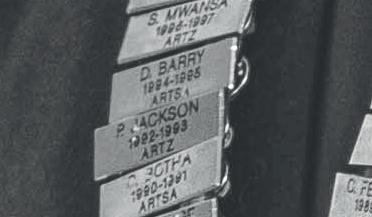 S. MWANSA
1996-1997
ARTZ
D. BARRY
1994-1995
ARTSA
P. JACKSON
1992-1993
ARTZ
BOTHA
1990-1991
ARTSA